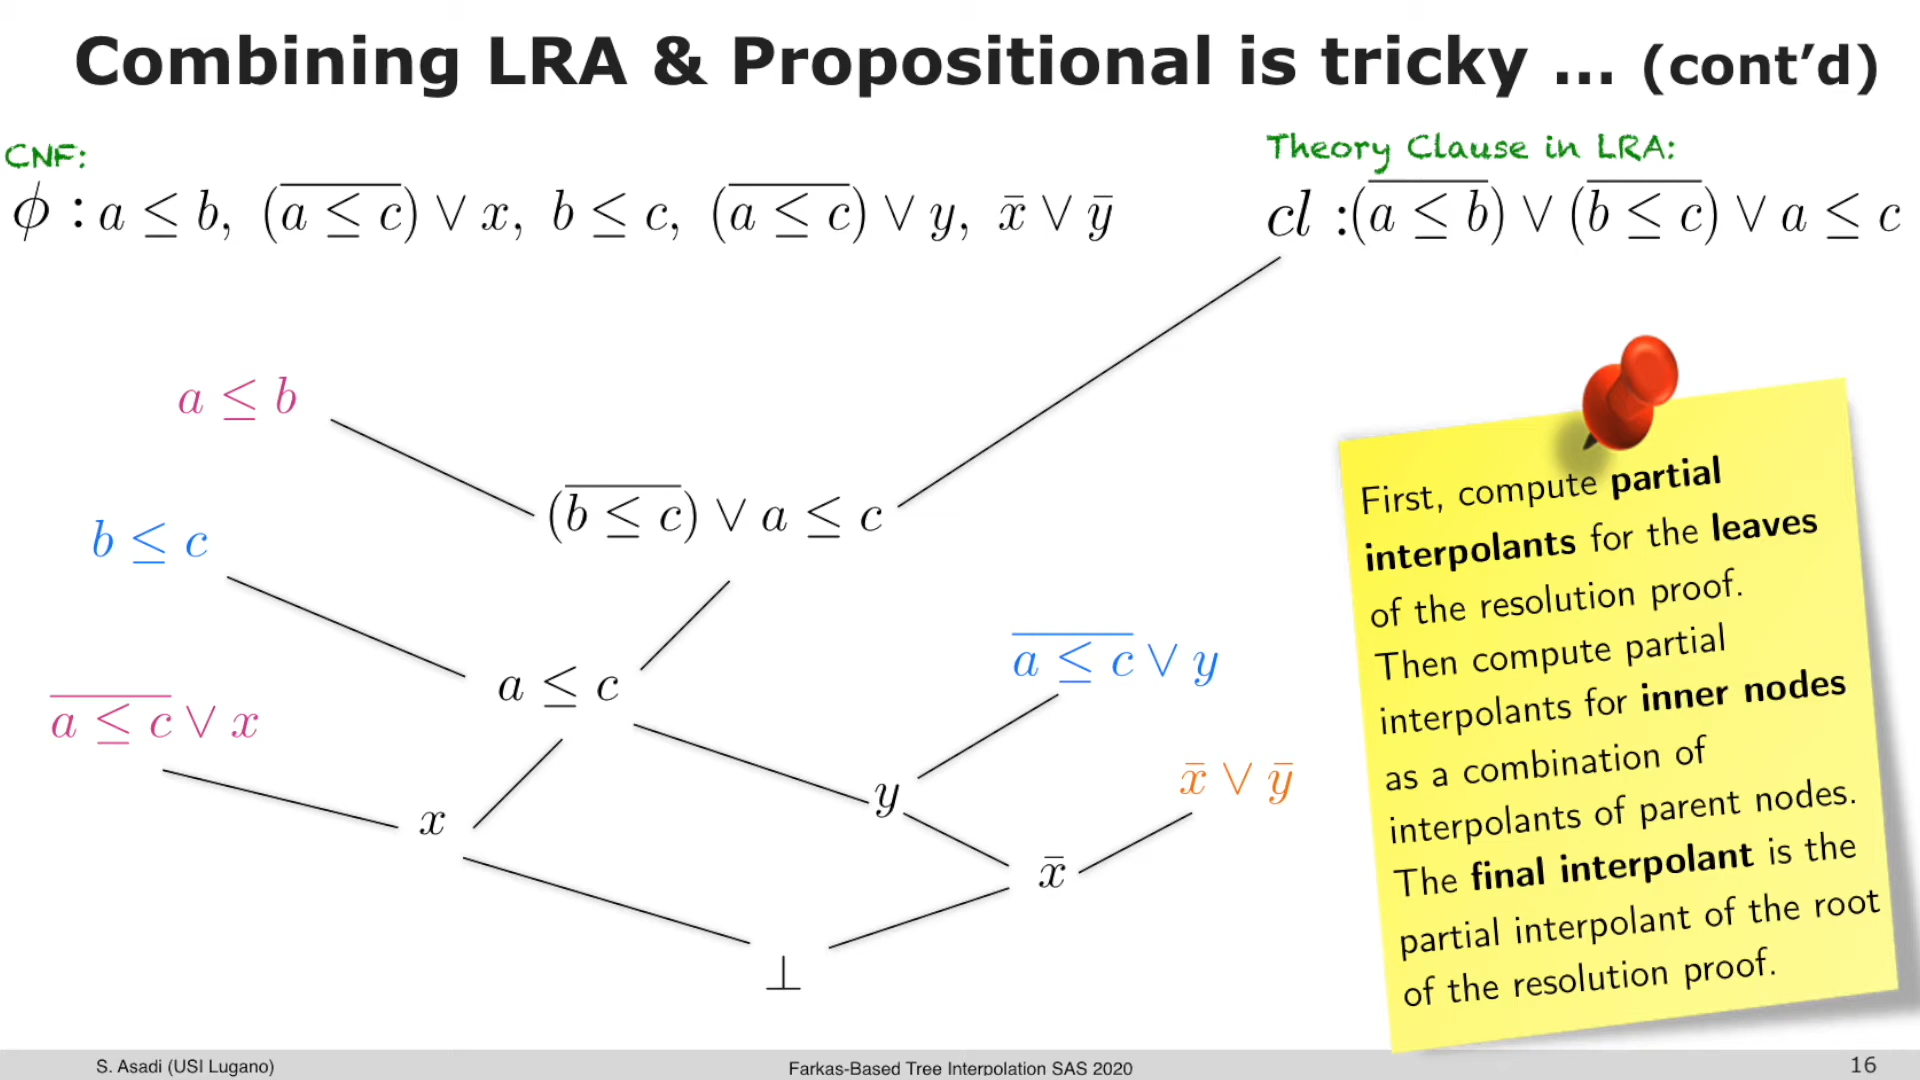 Combining LRA & Propositional is tricky ... (cont'd)
CNF:
Theory Clause in LRA:
ϕ : a ≤ b, (a̅ ̅≤̅ ̅c̅) ∨ x, b ≤ c, (a̅ ̅≤̅ ̅c̅) ∨ y, x̄ ∨ ȳ
cl :(a̅ ̅≤̅ ̅b̅) ∨ (b̅ ̅≤̅ ̅c̅) ∨ a ≤ c
a ≤ b
(b̅ ̅≤̅ ̅c̅) ∨ a ≤ c
b ≤ c
a̅ ̅≤̅ ̅c̅ ∨ y
a ≤ c
a̅ ̅≤̅ ̅c̅ ∨ x
x̄ ∨ ȳ
y
x
x̄
⊥
First, compute partial
interpolants for the leaves
of the resolution proof.
Then compute partial
interpolants for inner nodes
as a combination of
interpolants of parent nodes.
The final interpolant is the
partial interpolant of the root
of the resolution proof.
S. Asadi (USI Lugano)
Farkas-Based Tree Interpolation SAS 2020
16